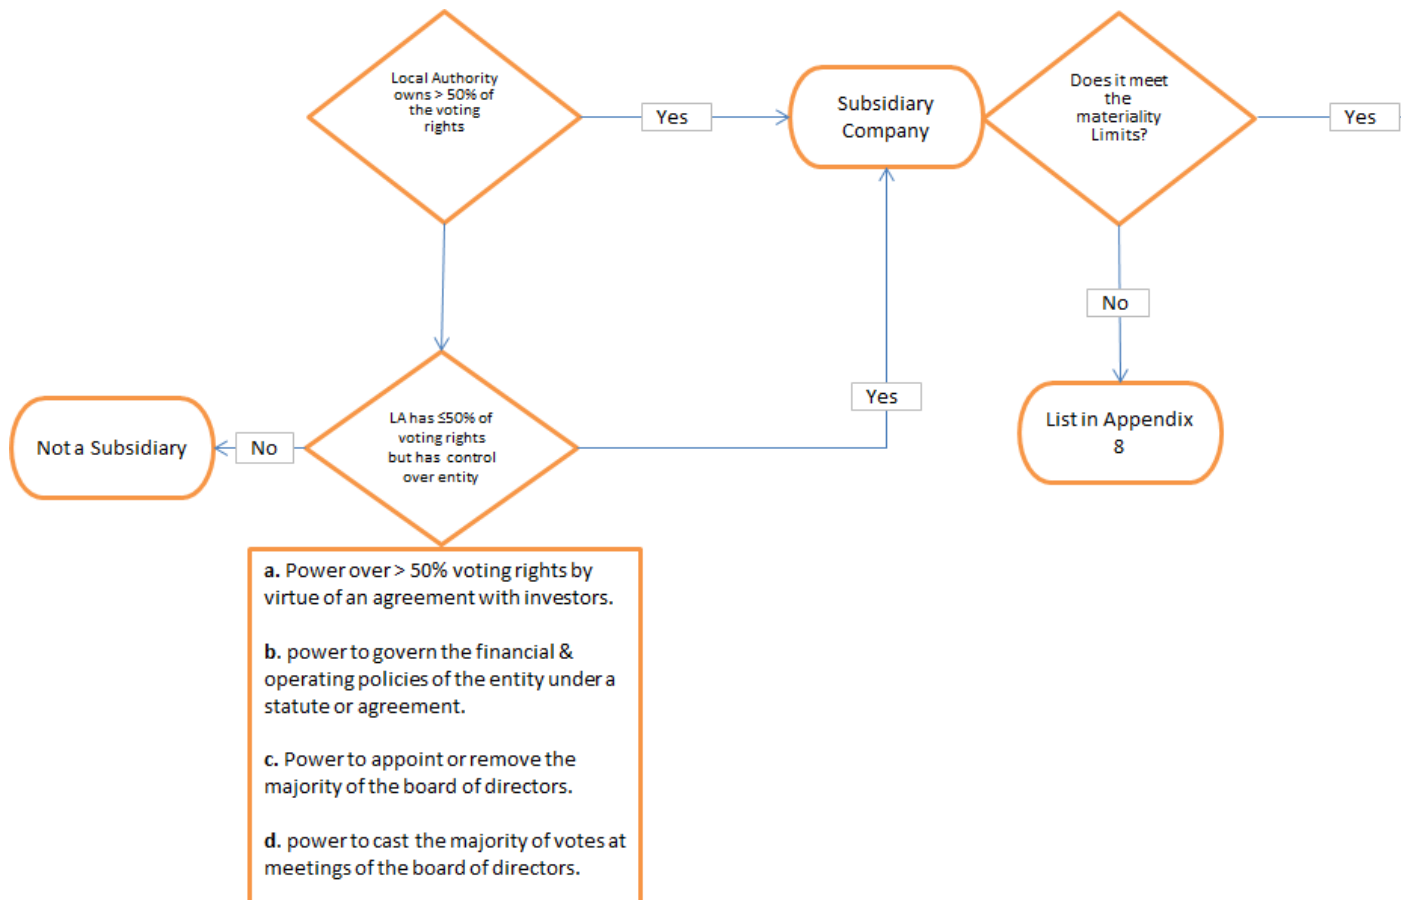 Local Authority
owns > 50% of
the voting
rights
Yes
Subsidiary
Company
Does it meet
the
materiality
Limits?
Yes
No
List in Appendix
8
Yes
LA has ≤50% of
voting rights
but has control
over entity
No
Not a Subsidiary
a. Power over > 50% voting rights by
virtue of an agreement with investors.
b. power to govern the financial &
operating policies of the entity under a
statute or agreement.
c. Power to appoint or remove the
majority of the board of directors.
d. power to cast the majority of votes at
meetings of the board of directors.